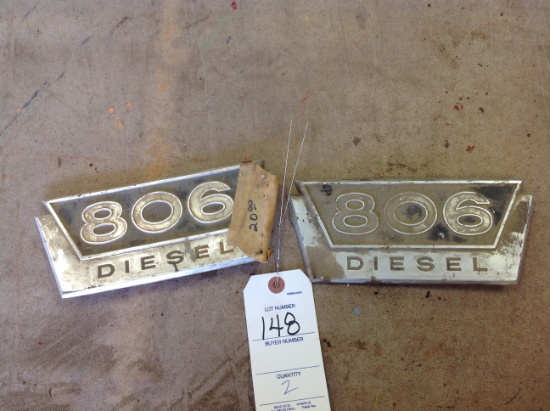 806
DIESEL
806
DIESEL
LOT NUMBER
148
BUYER NUMBER
QUANTITY
2